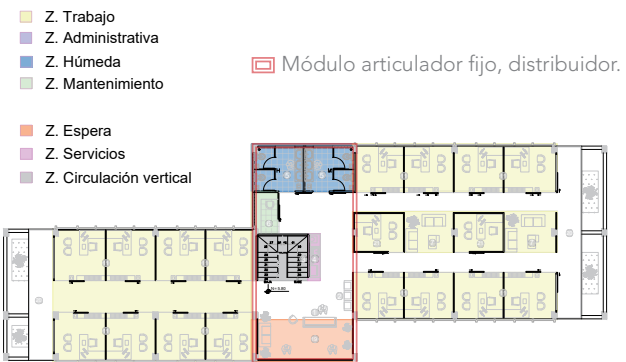 Z. Trabajo
Z. Administrativa
Z. Húmeda
Z. Mantenimiento
Módulo articulador fijo, distribuidor.
Z. Espera
Z. Servicios
Z. Circulación vertical